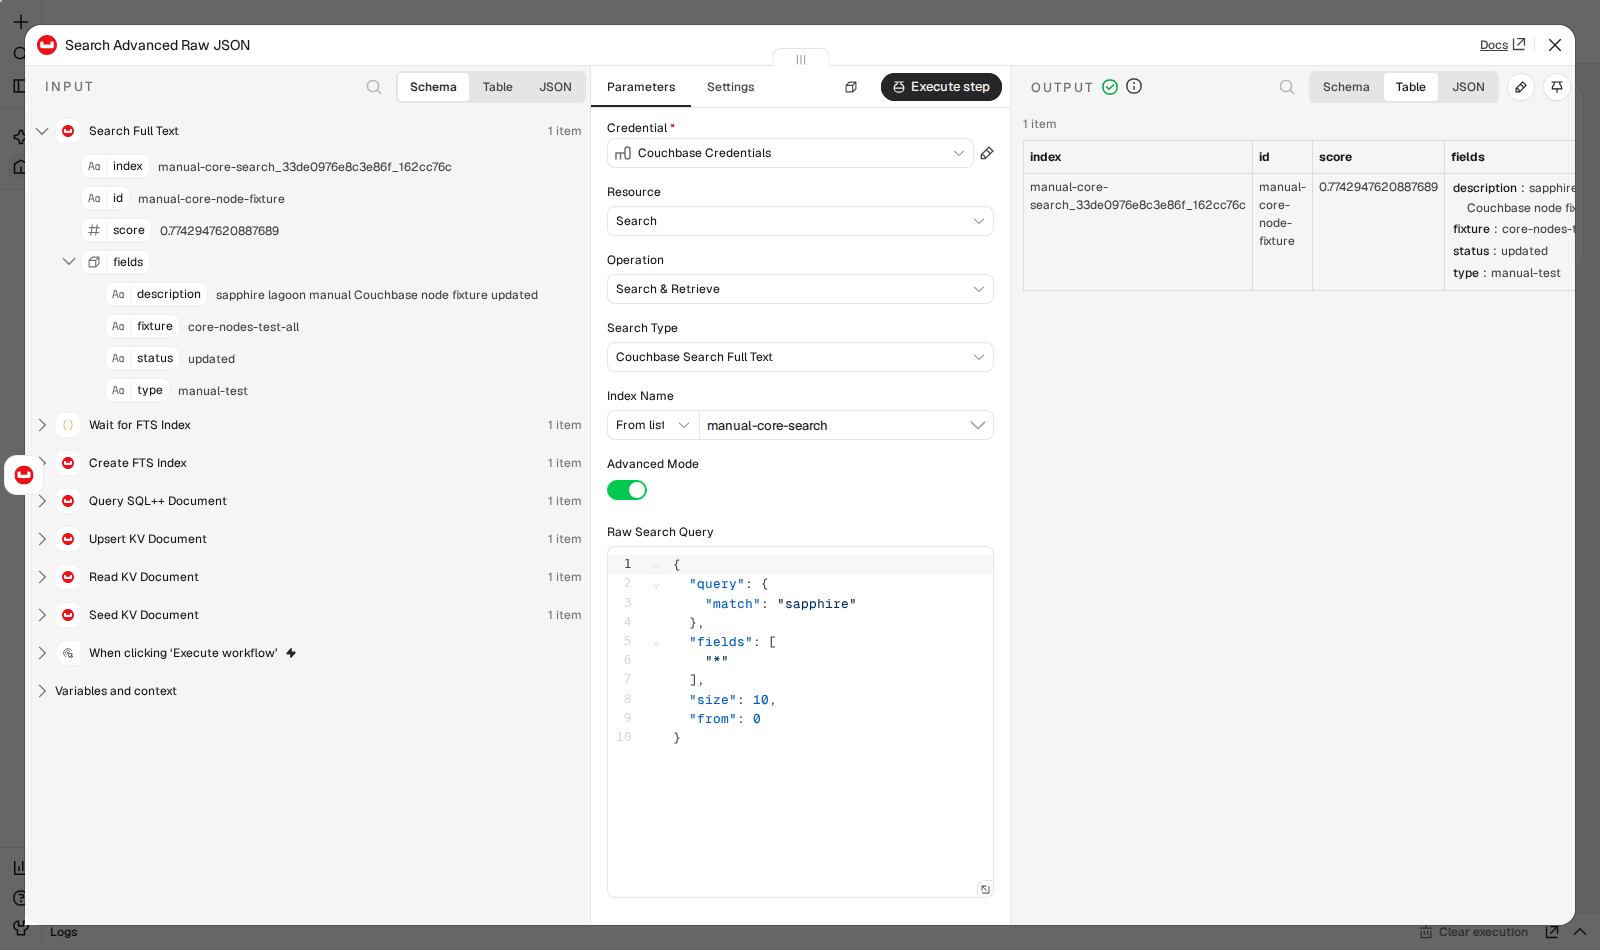 Search Advanced Raw JSON
Docs
INPUT
Schema
Table
JSON
Search Full Text
1 item
Aa index manual-core-search_33de0976e8c3e86f_162cc76c
Aa id manual-core-node-fixture
# score 0.7742947620887689
fields
Aa description sapphire lagoon manual Couchbase node fixture updated
Aa fixture core-nodes-test-all
Aa status updated
Aa type manual-test
Wait for FTS Index
1 item
Create FTS Index
1 item
Query SQL++ Document
1 item
Upsert KV Document
1 item
Read KV Document
1 item
Seed KV Document
1 item
When clicking ‘Execute workflow’
Variables and context
Parameters
Settings
Execute step
Credential *
Couchbase Credentials
Resource
Search
Operation
Search & Retrieve
Search Type
Couchbase Search Full Text
Index Name
From list
manual-core-search
Advanced Mode
Raw Search Query
1 {
2 "query": {
3 "match": "sapphire"
4 },
5 "fields": [
6 "*"
7 ],
8 "size": 10,
9 "from": 0
10 }
OUTPUT
Schema
Table
JSON
1 item
index
id
score
fields
manual-core-
search_33de0976e8c3e86f_162cc76c
manual-
core-
node-
fixture
0.7742947620887689
description : sapphire
Couchbase node fix
fixture : core-nodes-t
status : updated
type : manual-test
Logs
Clear execution